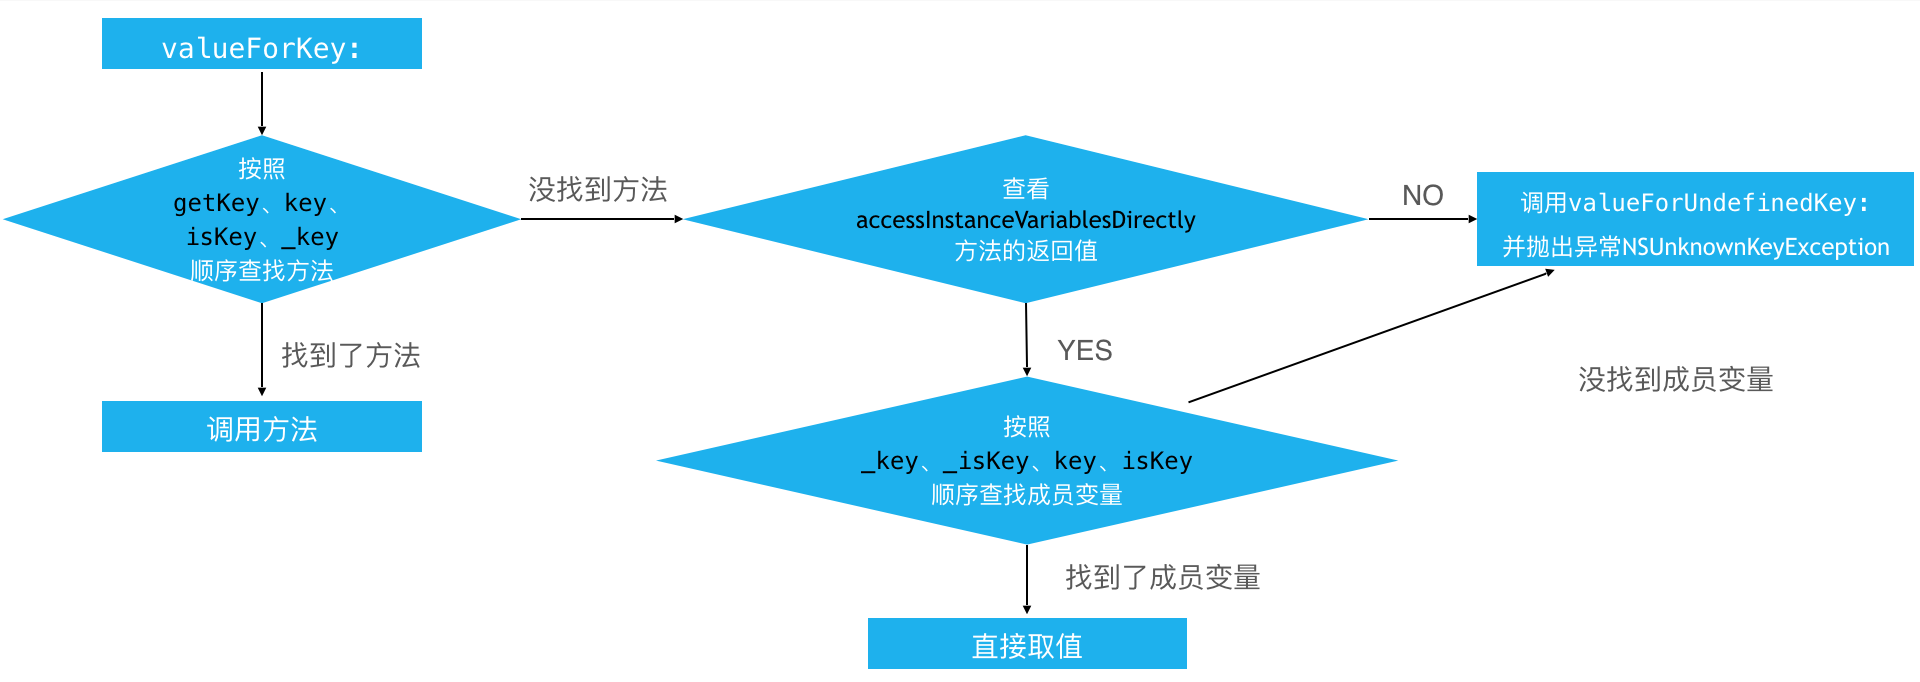 valueForKey:
按照
getKey、key、
isKey、_key
顺序查找方法
没找到方法
查看
accessInstanceVariablesDirectly
方法的返回值
NO
调用valueForUndefinedKey:
并抛出异常NSUnknownKeyException
找到了方法
YES
没找到成员变量
调用方法
按照
_key、_isKey、key、isKey
顺序查找成员变量
找到了成员变量
直接取值